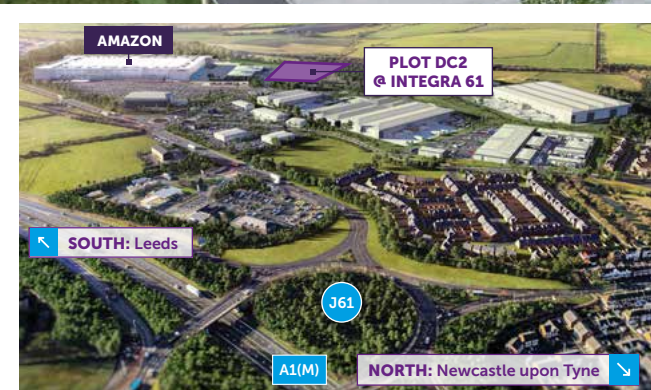 AMAZON
PLOT DC2
@ INTEGRA 61
SOUTH: Leeds
J61
A1(M)
NORTH: Newcastle upon Tyne